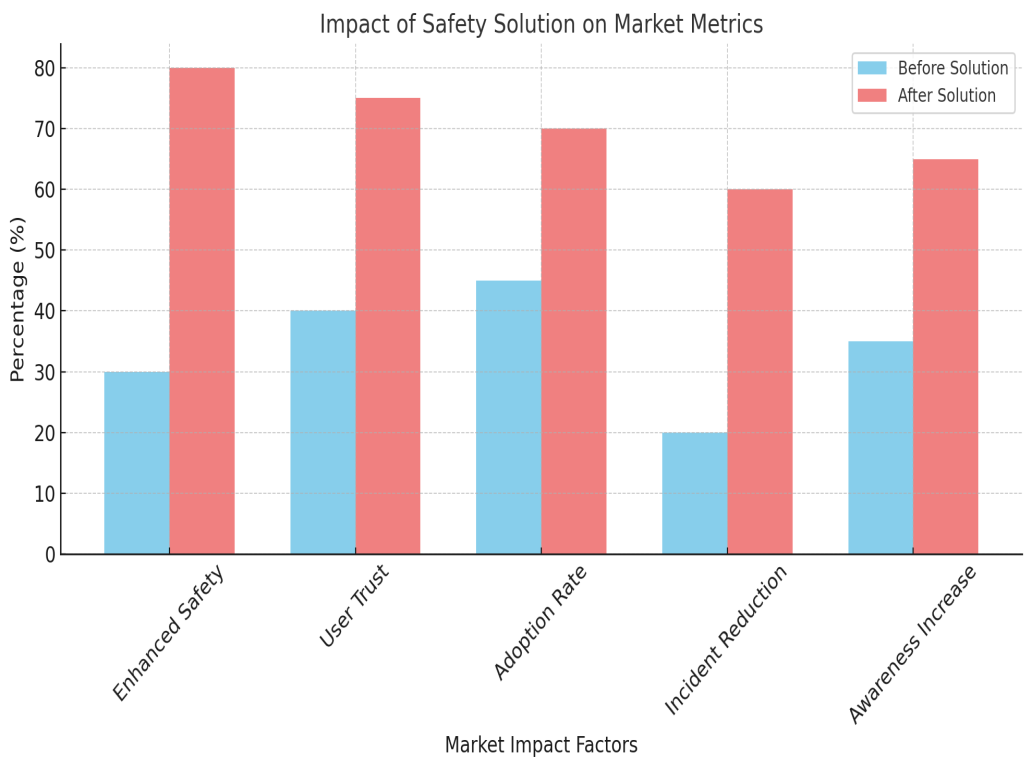 Impact of Safety Solution on Market Metrics
Before Solution
After Solution
Percentage (%)
80
70
60
50
40
30
20
10
0
Enhanced Safety
User Trust
Adoption Rate
Incident Reduction
Awareness Increase
Market Impact Factors